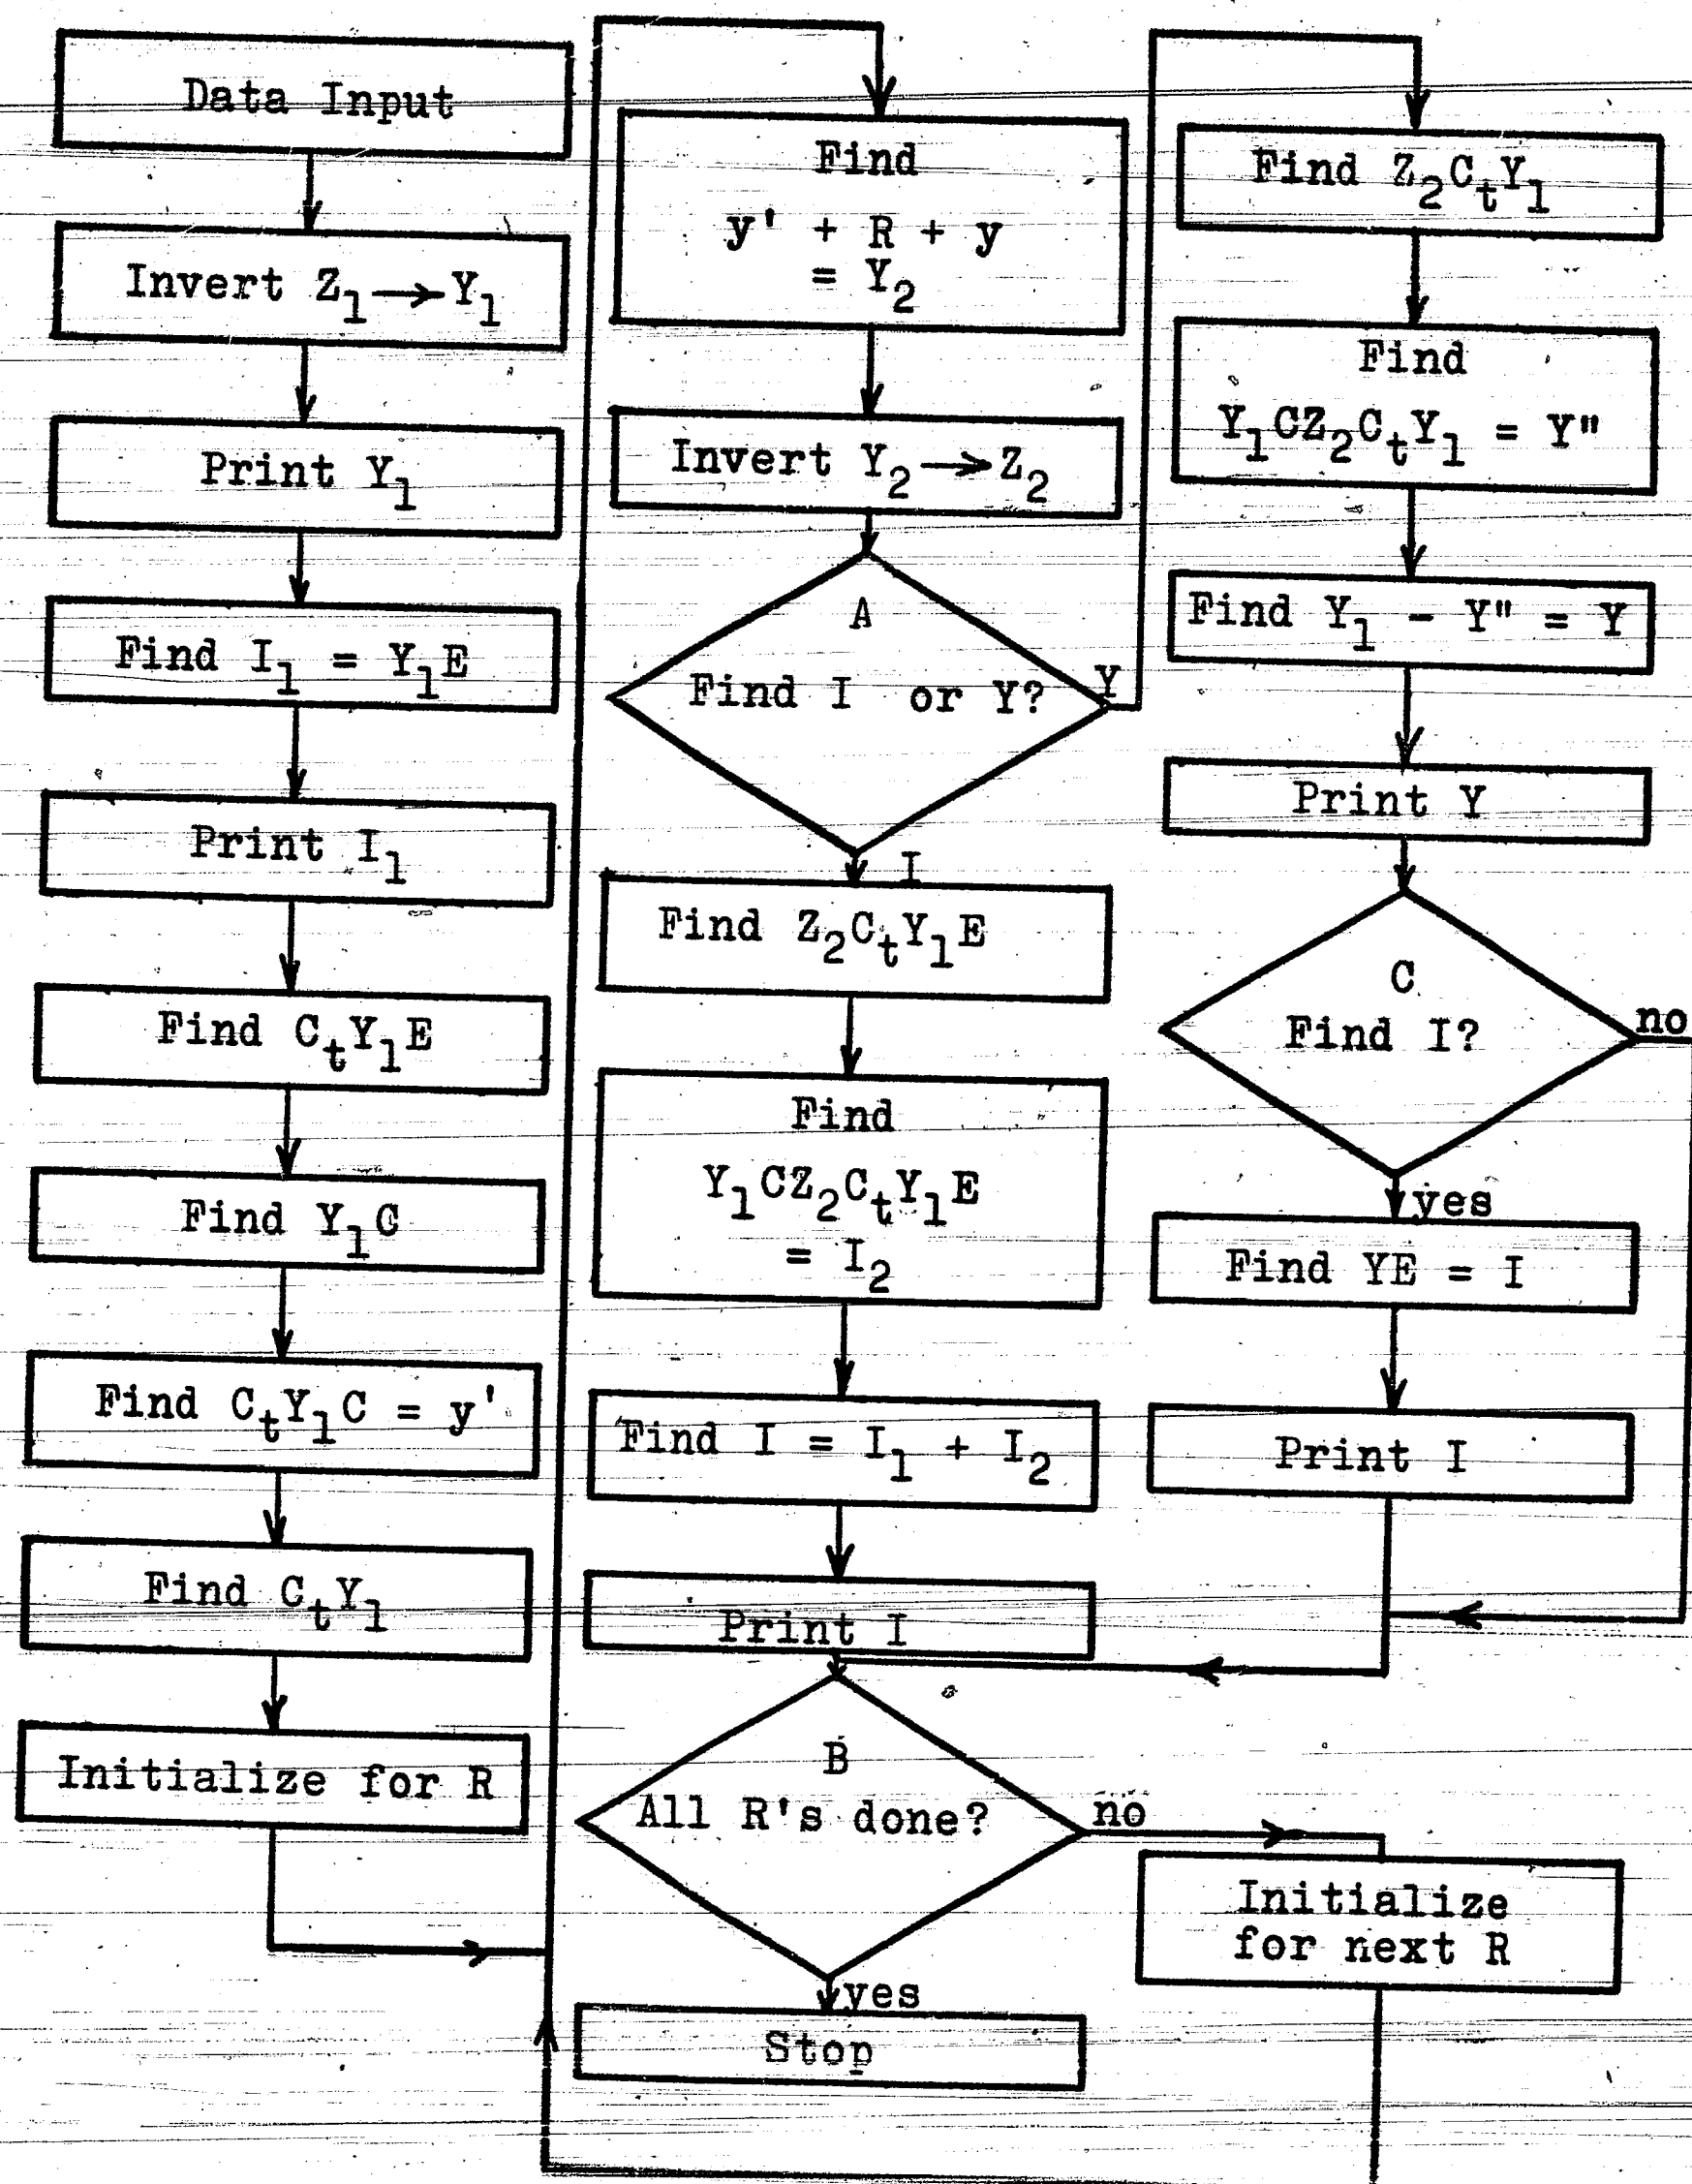 Data Input
Invert Z₁→Y₁
Print Y₁
Find I₁ = Y₁E
Print I₁
Find CₜY₁E
Find Y₁C
Find CₜY₁C = y'
Find CₜY₁
Initialize for R
Find
y' + R + y
= Y₂
Invert Y₂→Z₂
A
Find I or Y?
Y
I
Find Z₂CₜY₁E
Find
Y₁CZ₂CₜY₁E
= I₂
Find I = I₁ + I₂
Print I
B
All R's done?
no
yes
Stop
Find Z₂CₜY₁
Find
Y₁CZ₂CₜY₁ = Y"
Find Y₁ - Y" = Y
Print Y
C
Find I?
no
yes
Find YE = I
Print I
Initialize
for next R